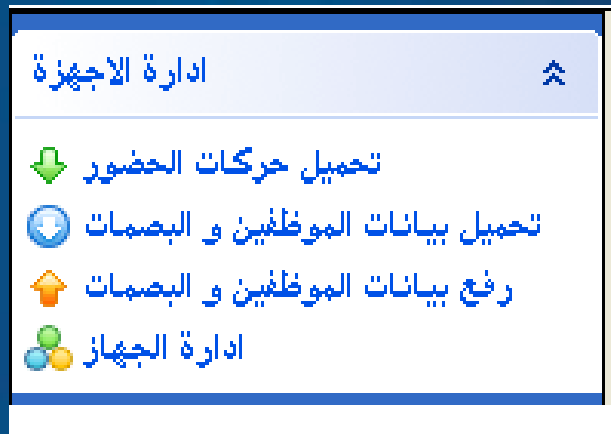 ادارة الاجهزة
تحميل حركات الحضور
تحميل بيانات الموظفين و البصمات
رفع بيانات الموظفين و البصمات
ادارة الجهاز